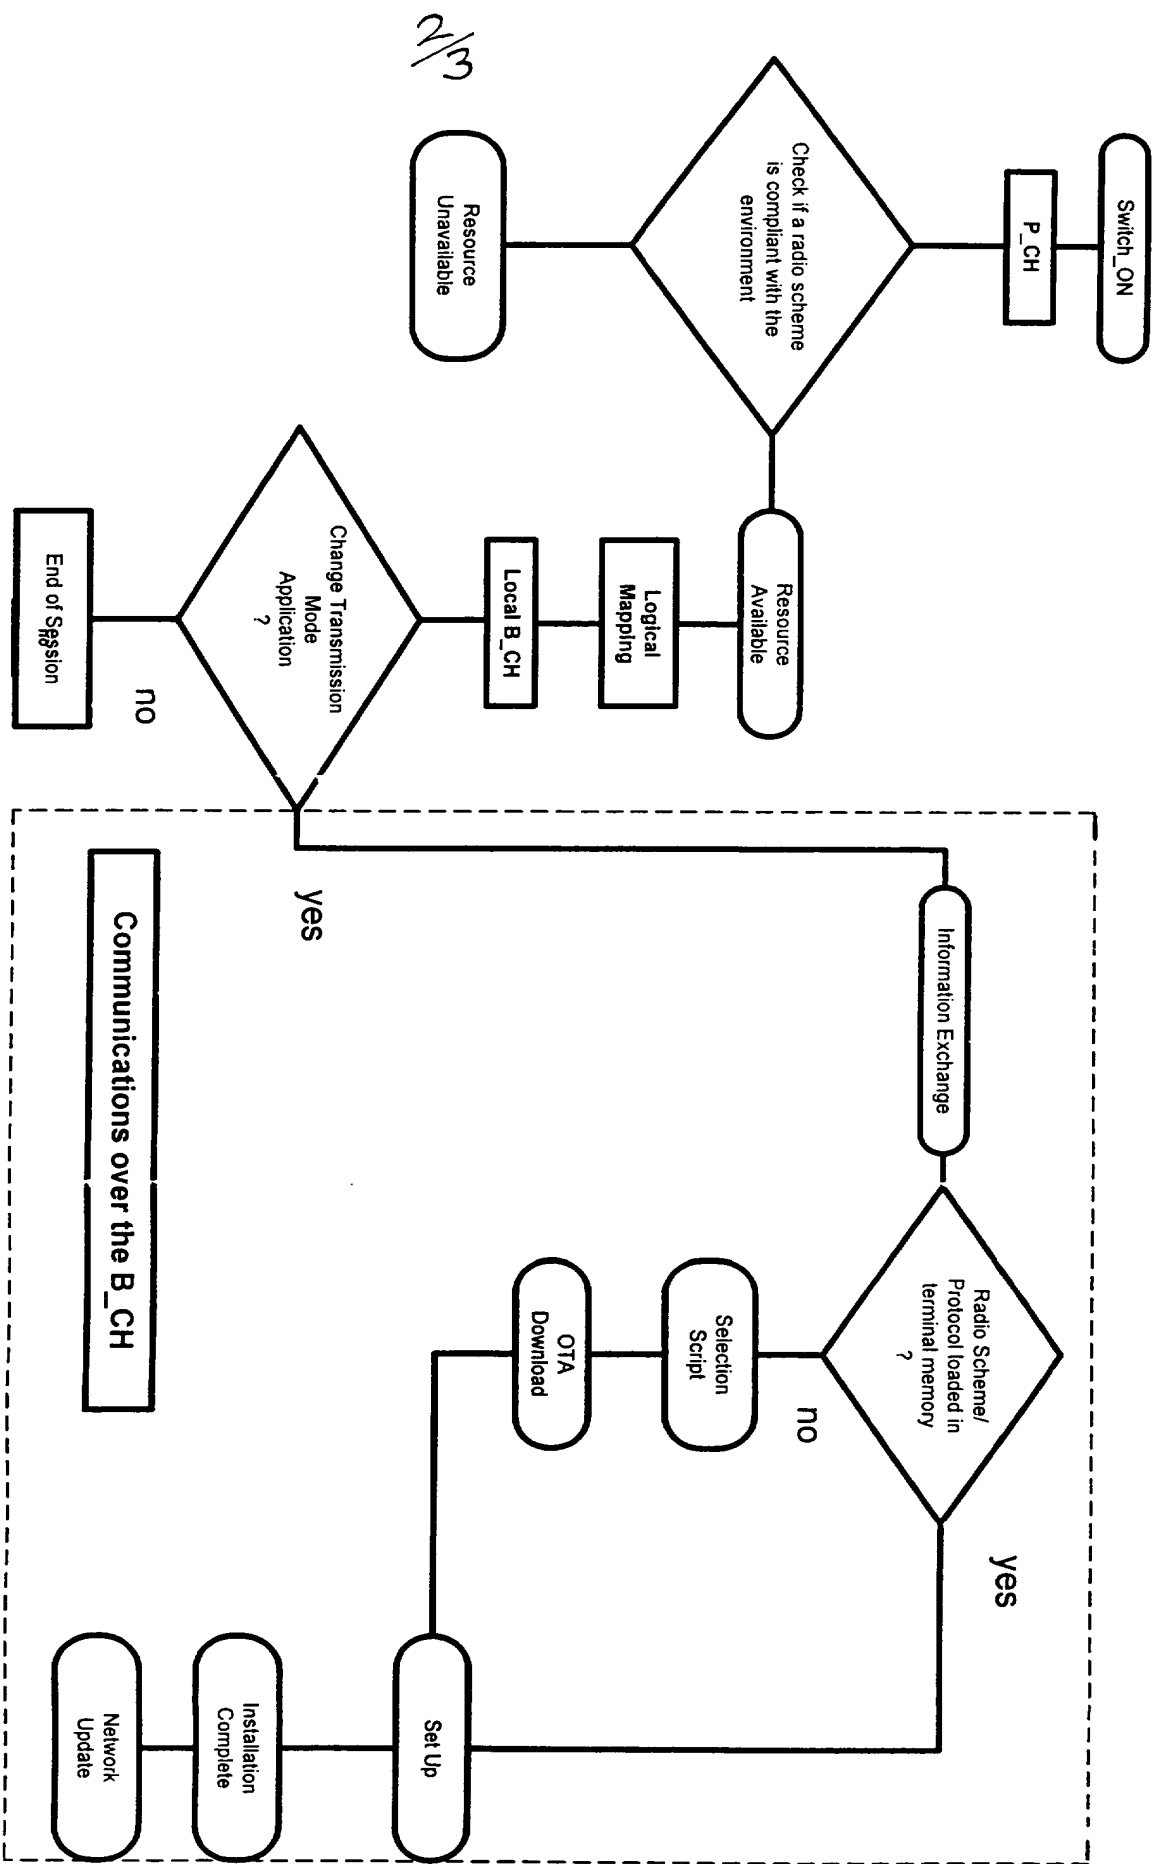 2/3
Switch_ON
P_CH
Check if a radio scheme
is compliant with the
environment
Resource
Unavailable
Resource
Available
Logical
Mapping
Local B_CH
Change Transmission
Mode
Application
?
no
End of Session
no
yes
Information Exchange
Radio Scheme/
Protocol loaded in
terminal memory
?
yes
no
Selection
Script
OTA
Download
Set Up
Installation
Complete
Network
Update
Communications over the B_CH